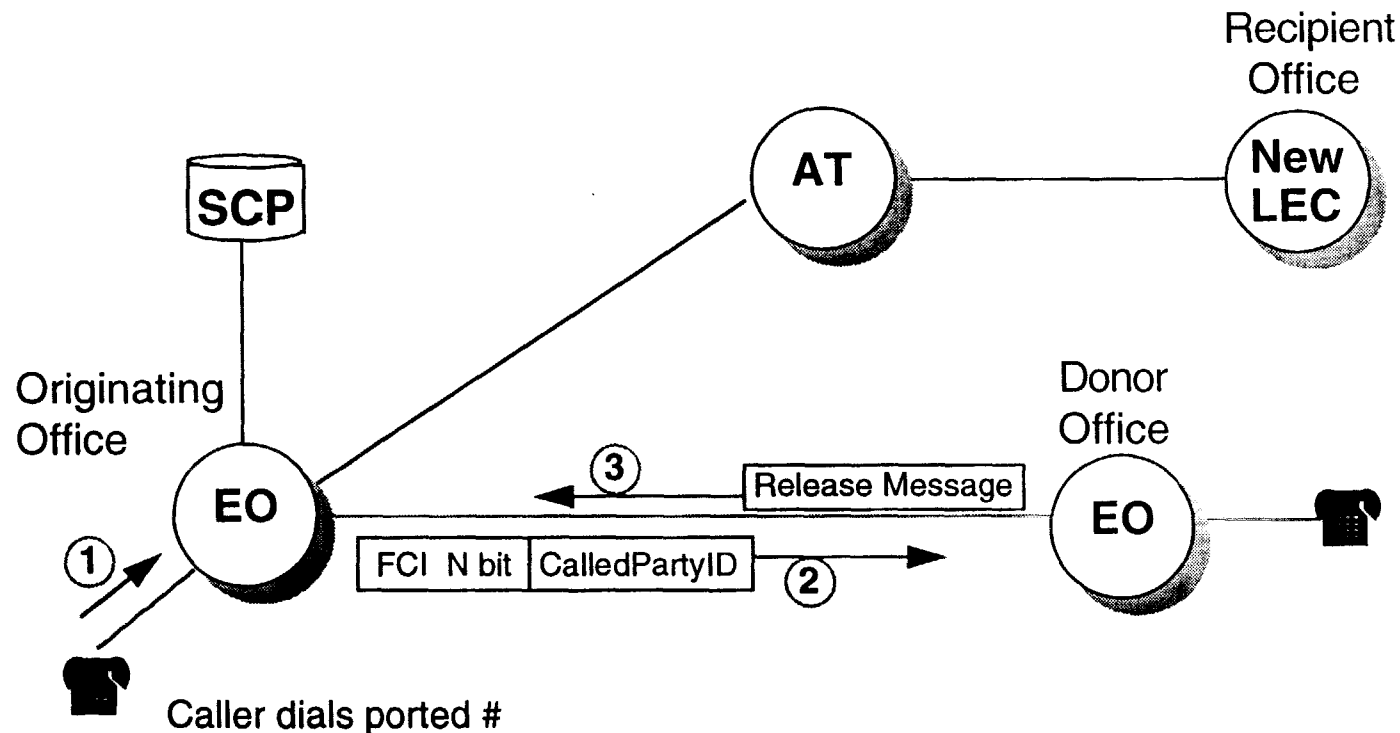 Recipient
Office
New
LEC
AT
SCP
Originating
Office
Donor
Office
EO
3
Release Message
EO
1
FCI N bit
CalledPartyID
2
Caller dials ported #